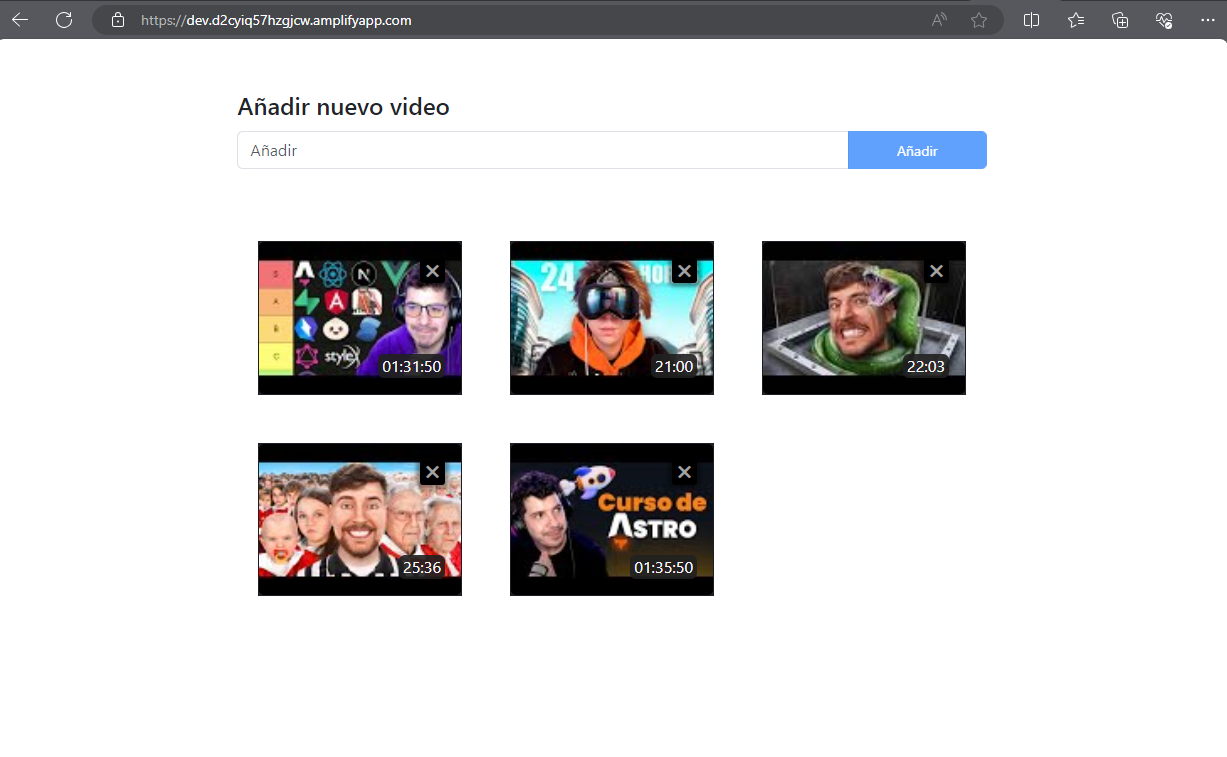 https://dev.d2cyiq57hzgjcw.amplifyapp.com
Añadir nuevo video
Añadir
Añadir
S
A
B
C
N
A
style
01:31:50
24 HO
21:00
22:03
25:36
Curso de
ASTRO
01:35:50